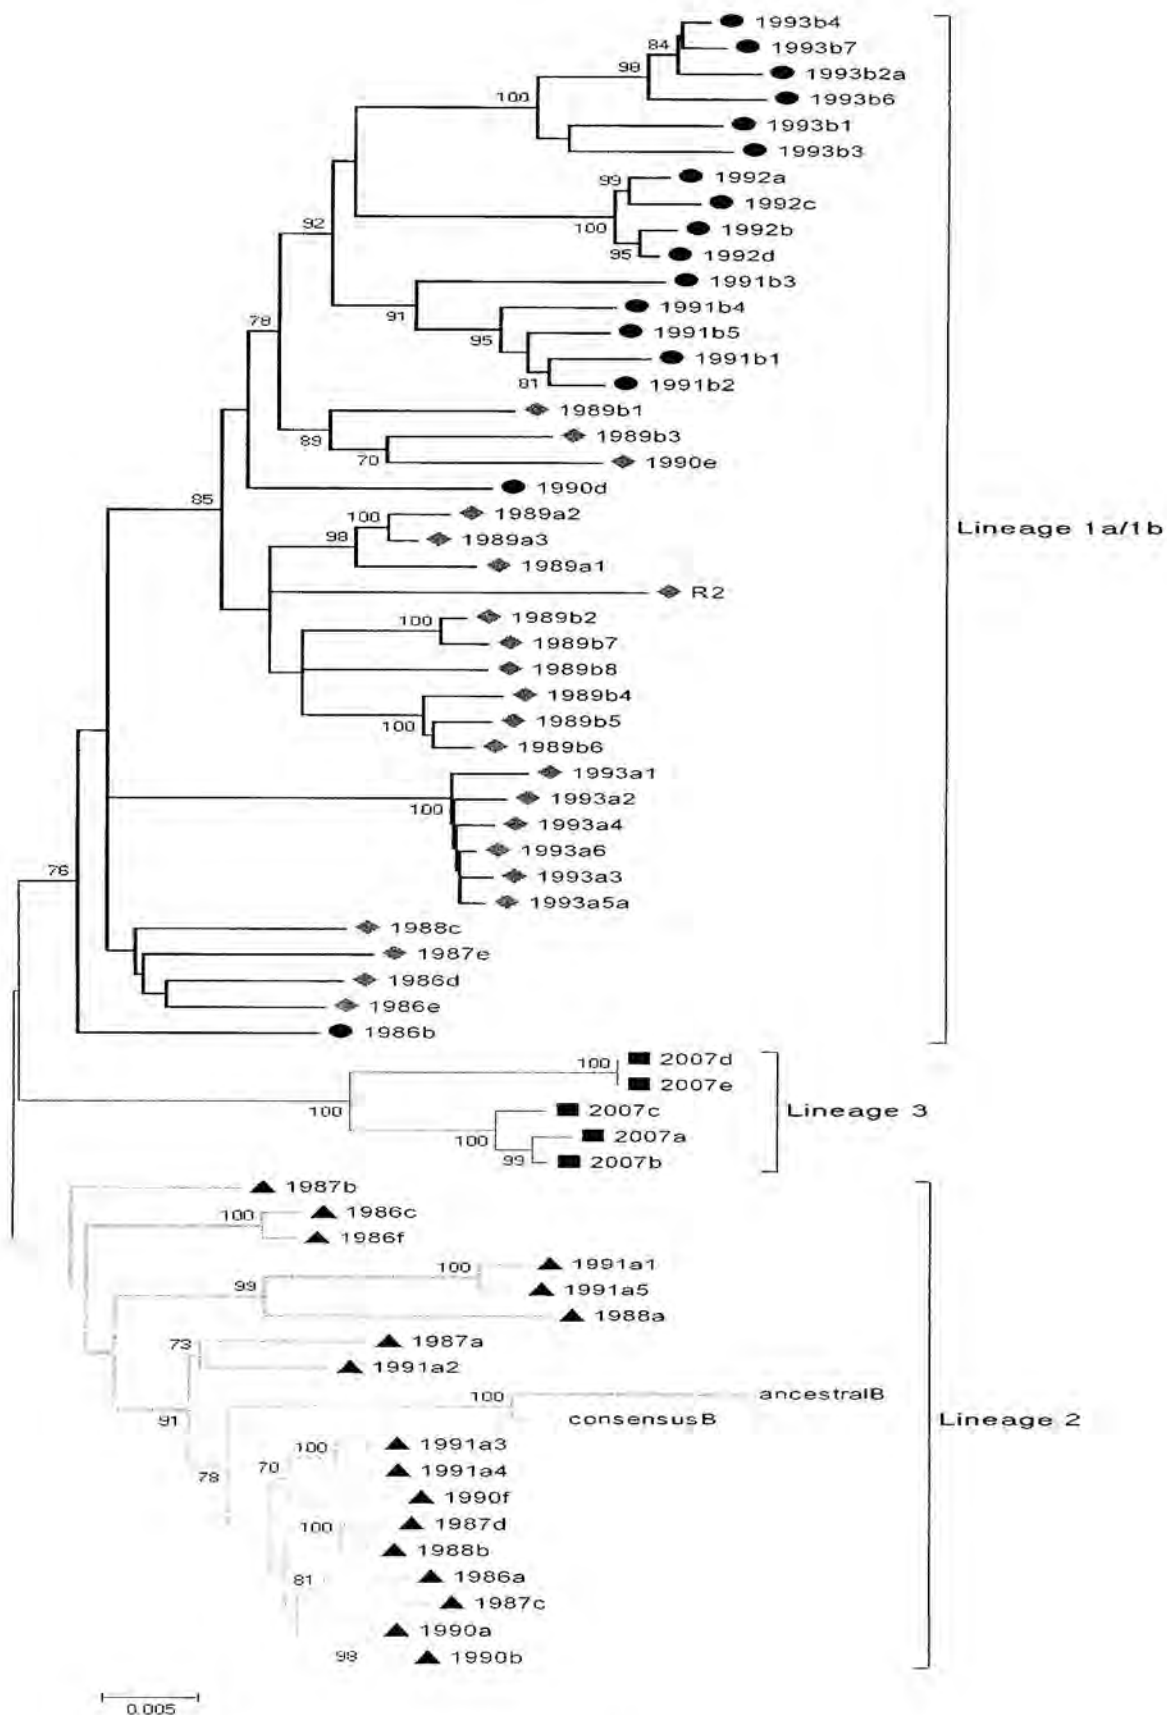 1993b4
84
1993b7
98
1993b2a
100
1993b6
1993b1
1993b3
99
1992a
1992c
92
100
1992b
95
1992d
1991b3
91
1991b4
78
95
1991b5
1991b1
81
1991b2
1989b1
89
1989b3
70
1990e
85
1990d
100
1989a2
98
1989a3
Lineage 1a/1b
1989a1
R2
100
1989b2
1989b7
1989b8
1989b4
100
1989b5
1989b6
1993a1
100
1993a2
1993a4
1993a6
76
1993a3
1993a5a
1988c
1987e
1986d
1986e
1986b
100
2007d
2007e
100
2007c
Lineage 3
100
2007a
99
2007b
1987b
100
1986c
1986f
100
1991a1
99
1991a5
1988a
73
1987a
1991a2
100
ancestralB
91
consensusB
Lineage 2
100
1991a3
78
70
1991a4
1990f
100
1987d
1988b
81
1986a
1987c
1990a
98
1990b
0.005